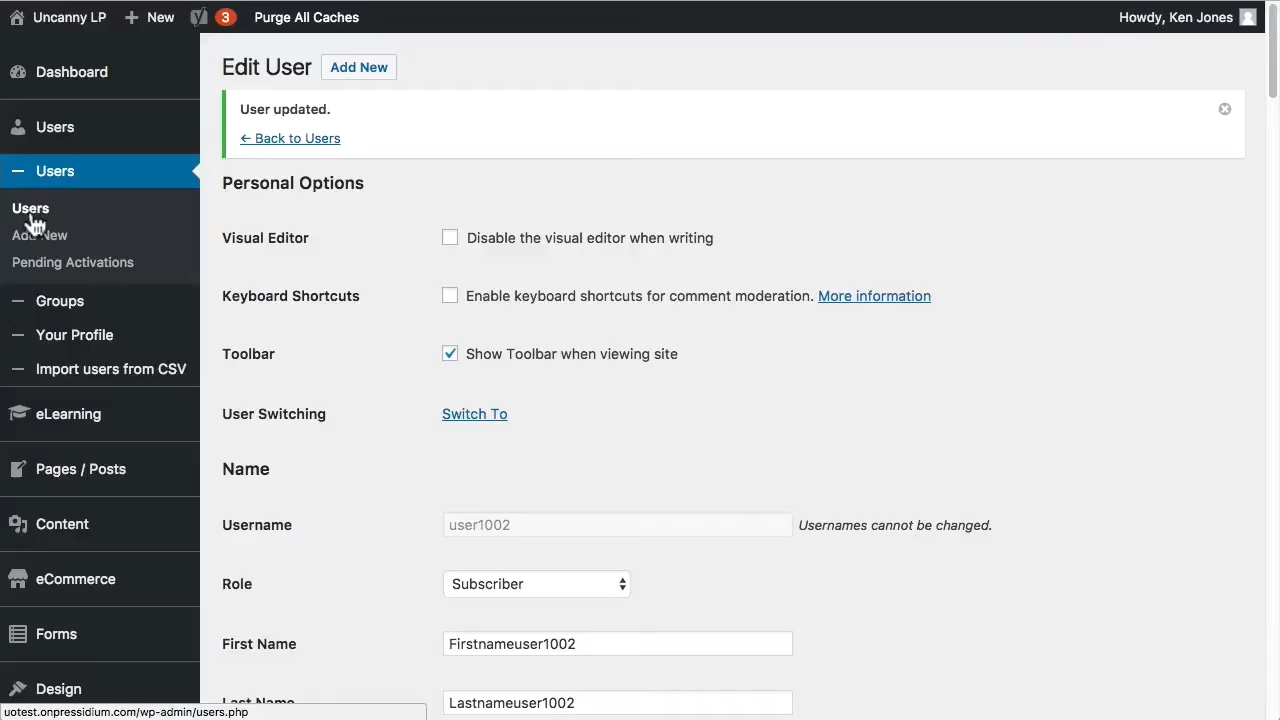 Uncanny LP + New 3 Purge All Caches Howdy, Ken Jones
Dashboard
Users
Users
Users
Add New
Pending Activations
Groups
Your Profile
Import users from CSV
eLearning
Pages / Posts
Content
eCommerce
Forms
Design
Edit User Add New
User updated.
← Back to Users
Personal Options
Visual Editor Disable the visual editor when writing
Keyboard Shortcuts Enable keyboard shortcuts for comment moderation. More information
Toolbar Show Toolbar when viewing site
User Switching Switch To
Name
Username user1002 Usernames cannot be changed.
Role Subscriber
First Name Firstnameuser1002
Last Name Lastnameuser1002
uotest.onpressidium.com/wp-admin/users.php